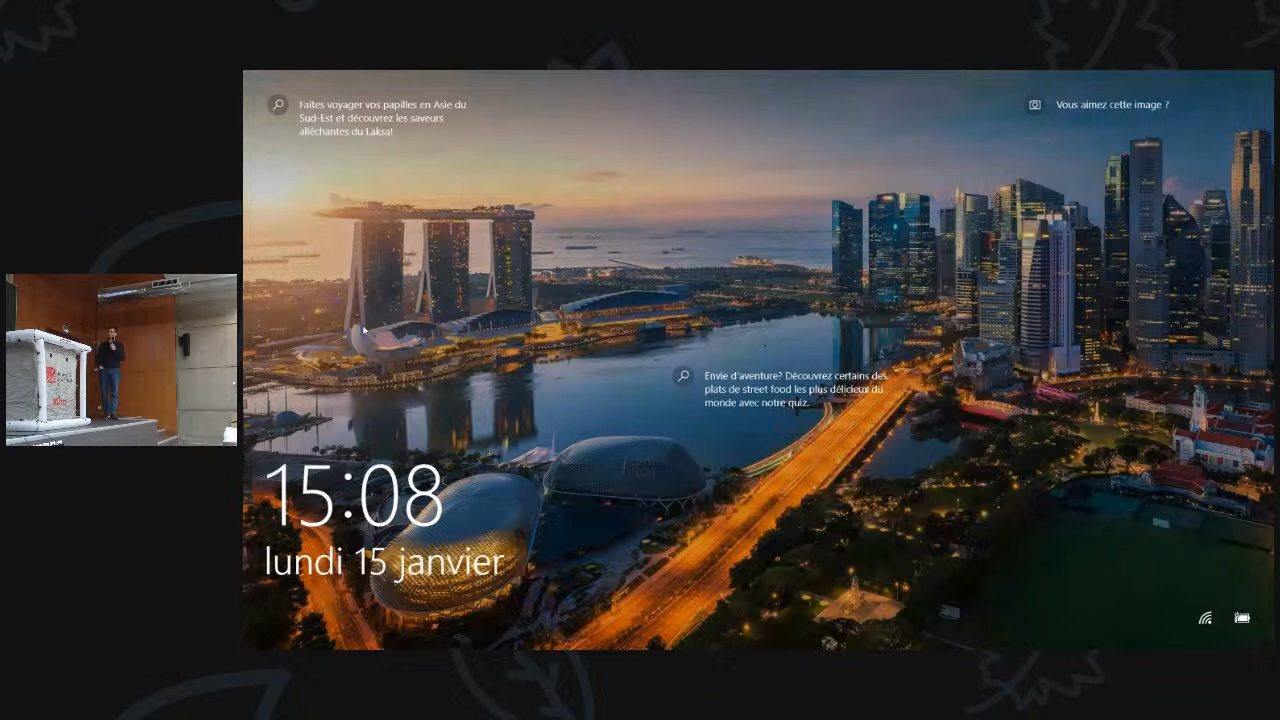 Faites voyager vos papilles en Asie du
Sud-Est et découvrez les saveurs
alléchantes du Laksa!
Vous aimez cette image ?
Envie d'aventure? Découvrez certains des
plats de street food les plus délicieux du
monde avec notre quiz.
15:08
lundi 15 janvier